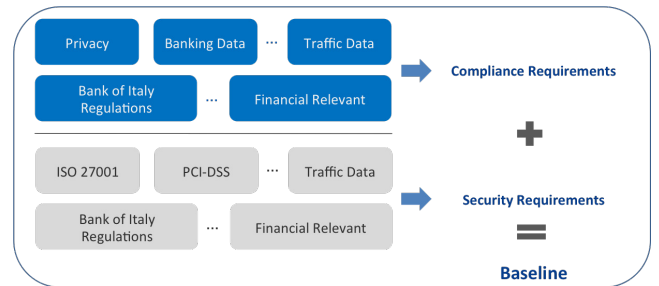 Privacy
Banking Data
...
Traffic Data
Compliance Requirements
Bank of Italy
Regulations
...
Financial Relevant
+
ISO 27001
PCI-DSS
...
Traffic Data
Security Requirements
Bank of Italy
Regulations
...
Financial Relevant
=
Baseline